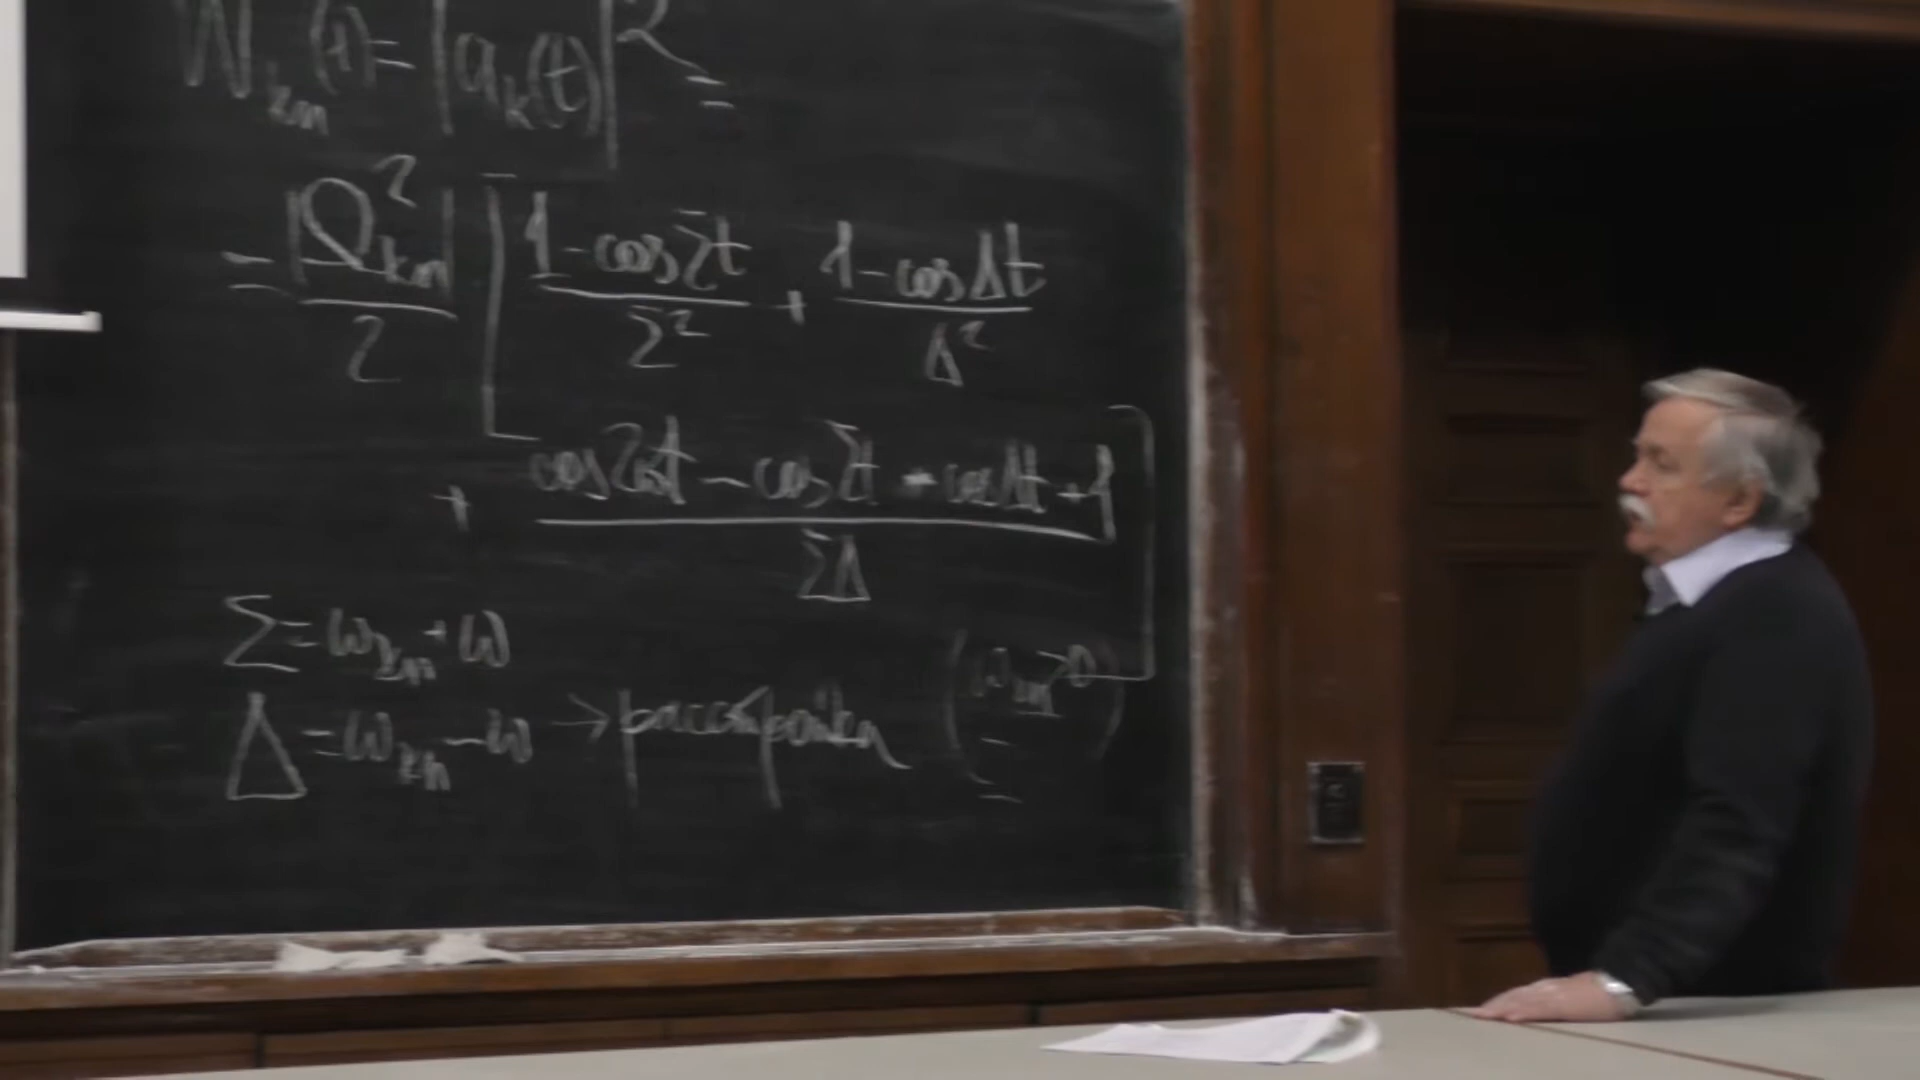 W_kn(t) = |a_k(t)|² =
= |Ω_kn|²/2 [ (1 - cos Σt)/Σ² + (1 - cos Δt)/Δ²
+ (cos 2ωt - cos Σt - cos Δt + 1)/(ΣΔ) ]
Σ = ω_kn + ω
Δ = ω_kn - ω → расстройка (ω_kn > 0)